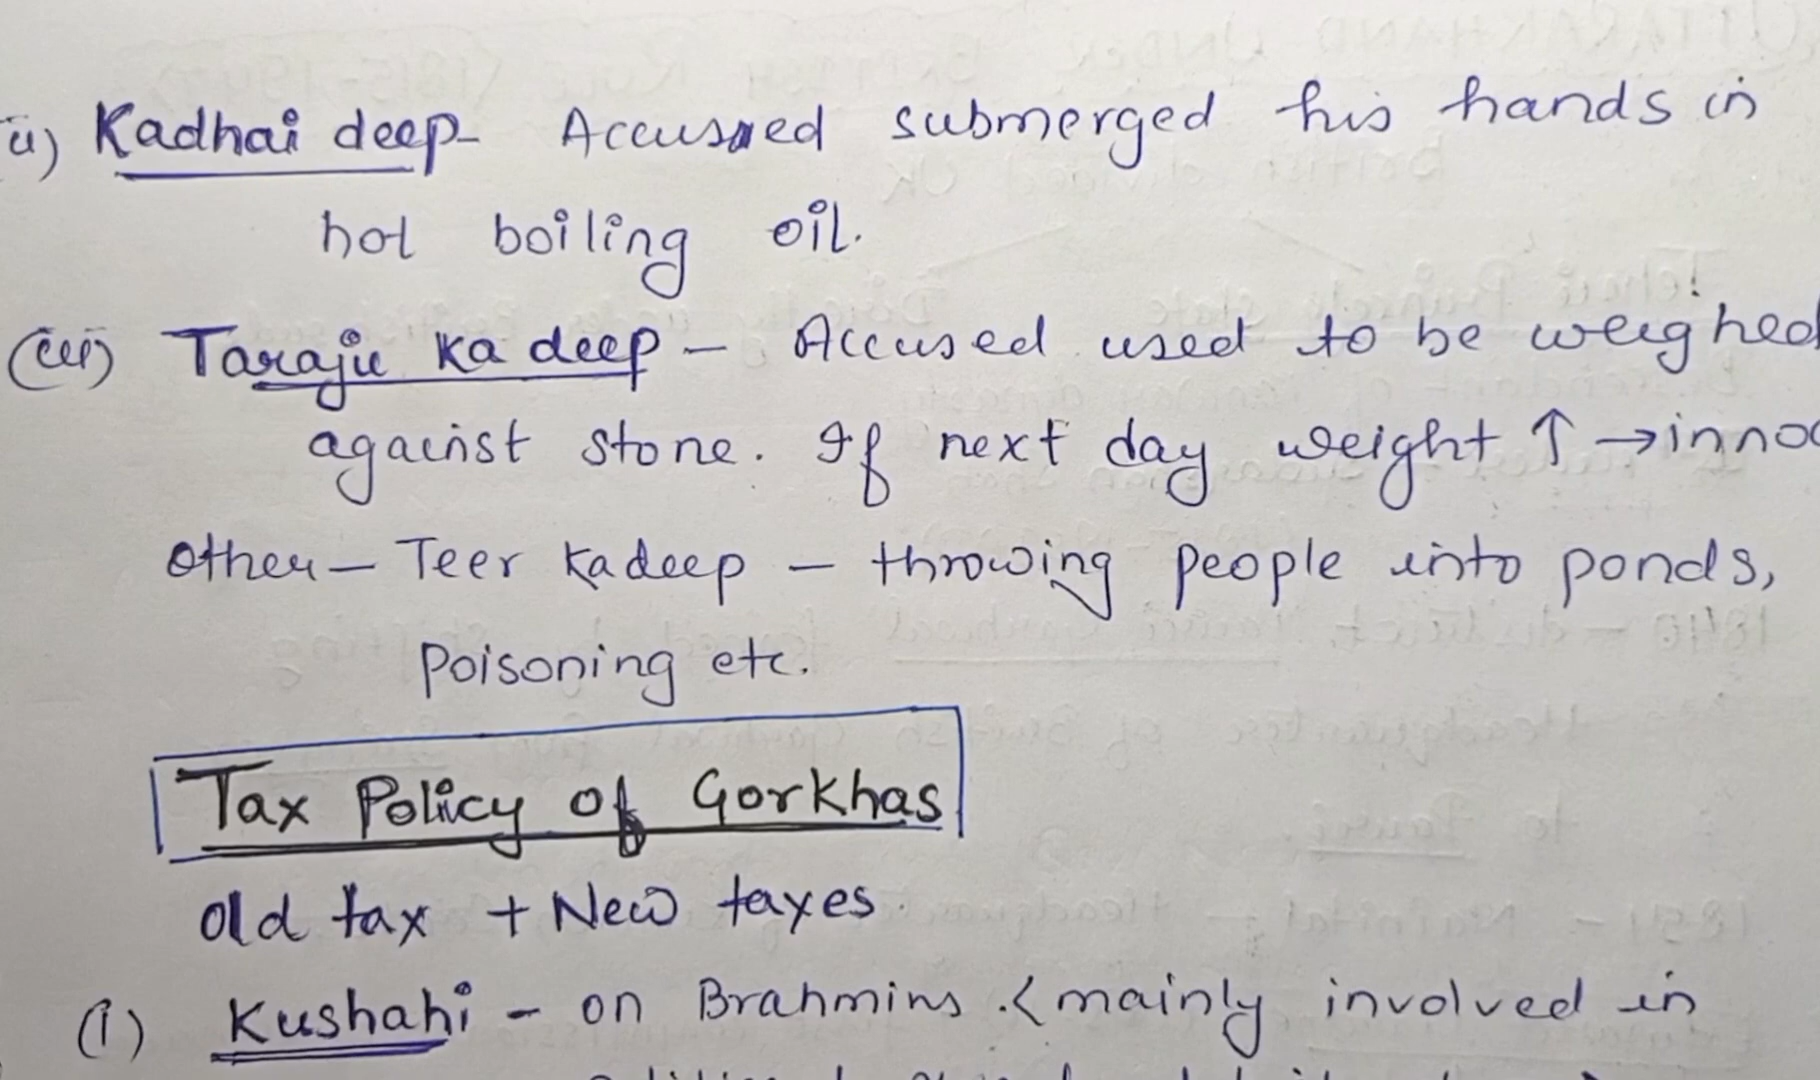 ii) Kadhai deep - Accused submerged his hands in
hot boiling oil.
(iii) Taraju ka deep - Accused used to be weighed
against stone. If next day weight ↑ → innoc
Other - Teer ka deep - throwing people into ponds,
Poisoning etc.
Tax Policy of Gorkhas
Old tax + New taxes.
(1) Kushahi - on Brahmins. < mainly involved in